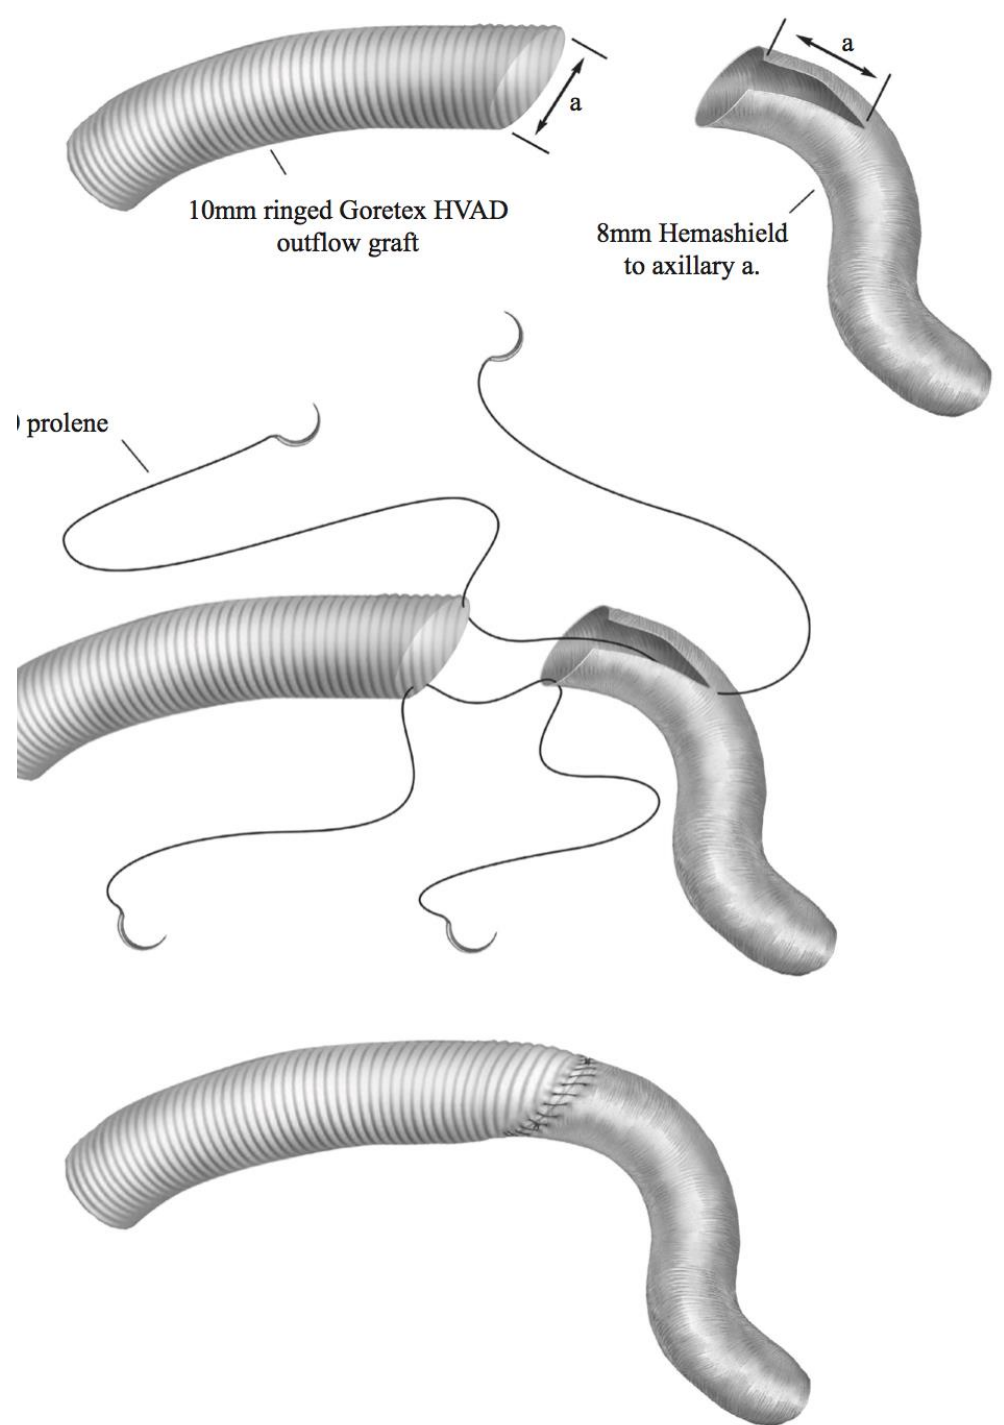 a
a
10mm ringed Goretex HVAD
outflow graft
8mm Hemashield
to axillary a.
prolene